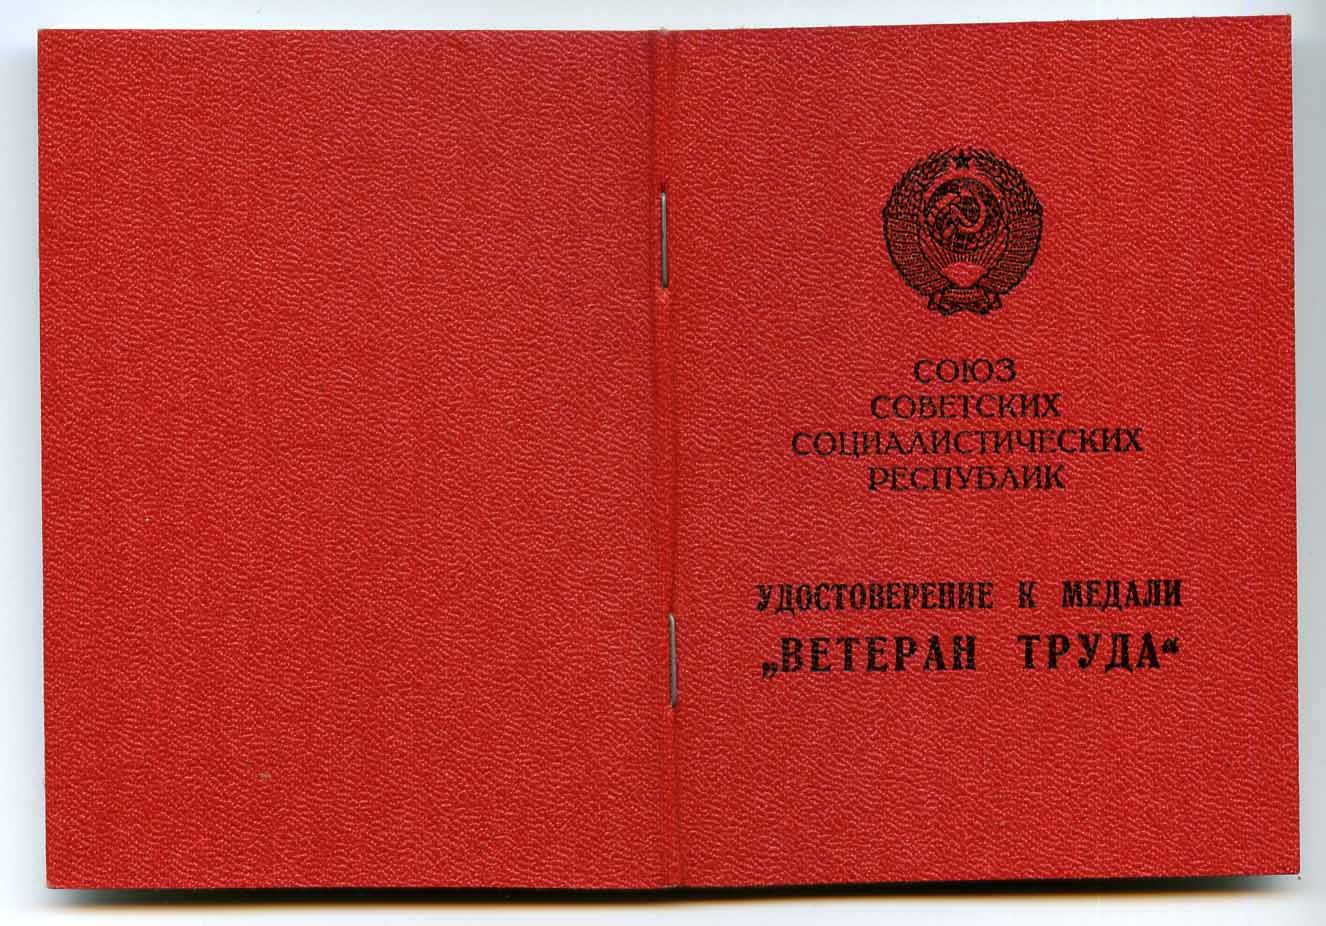 СОЮЗ
СОВЕТСКИХ
СОЦИАЛИСТИЧЕСКИХ
РЕСПУБЛИК
УДОСТОВЕРЕНИЕ К МЕДАЛИ
„ВЕТЕРАН ТРУДА“